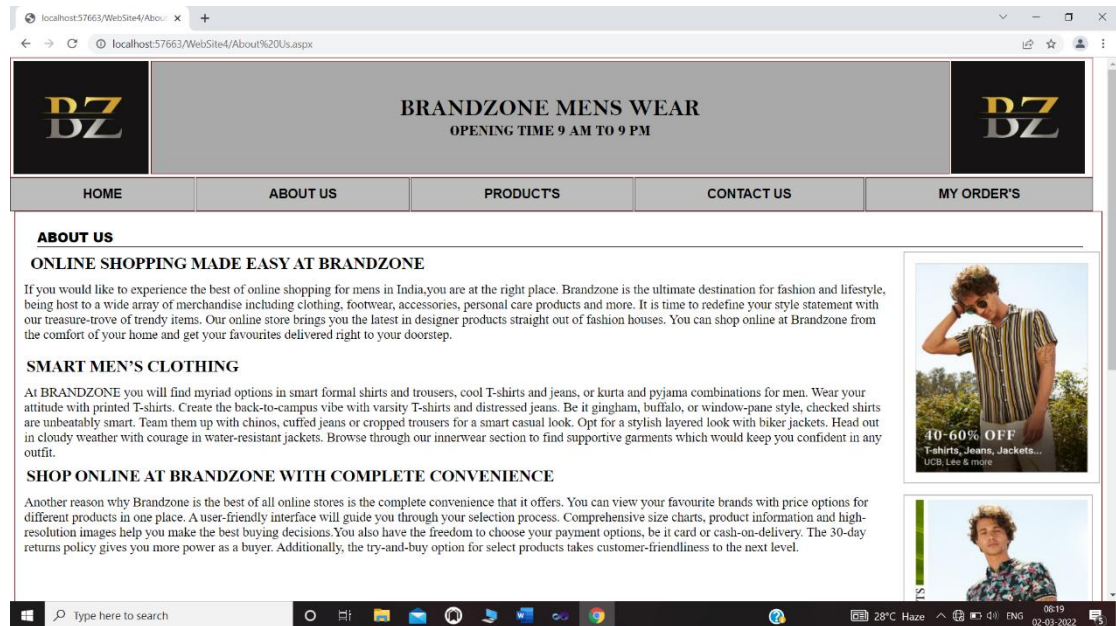 localhost:57663/WebSite4/Abou
localhost:57663/WebSite4/About%20Us.aspx
BZ
BRANDZONE MENS WEAR
OPENING TIME 9 AM TO 9 PM
BZ
HOME
ABOUT US
PRODUCT'S
CONTACT US
MY ORDER'S
ABOUT US
ONLINE SHOPPING MADE EASY AT BRANDZONE
If you would like to experience the best of online shopping for mens in India,you are at the right place. Brandzone is the ultimate destination for fashion and lifestyle,
being host to a wide array of merchandise including clothing, footwear, accessories, personal care products and more. It is time to redefine your style statement with
our treasure-trove of trendy items. Our online store brings you the latest in designer products straight out of fashion houses. You can shop online at Brandzone from
the comfort of your home and get your favourites delivered right to your doorstep.
SMART MEN'S CLOTHING
At BRANDZONE you will find myriad options in smart formal shirts and trousers, cool T-shirts and jeans, or kurta and pyjama combinations for men. Wear your
attitude with printed T-shirts. Create the back-to-campus vibe with varsity T-shirts and distressed jeans. Be it gingham, buffalo, or window-pane style, checked shirts
are unbeatably smart. Team them up with chinos, cuffed jeans or cropped trousers for a smart casual look. Opt for a stylish layered look with biker jackets. Head out
in cloudy weather with courage in water-resistant jackets. Browse through our innerwear section to find supportive garments which would keep you confident in any
outfit.
SHOP ONLINE AT BRANDZONE WITH COMPLETE CONVENIENCE
Another reason why Brandzone is the best of all online stores is the complete convenience that it offers. You can view your favourite brands with price options for
different products in one place. A user-friendly interface will guide you through your selection process. Comprehensive size charts, product information and high-
resolution images help you make the best buying decisions.You also have the freedom to choose your payment options, be it card or cash-on-delivery. The 30-day
returns policy gives you more power as a buyer. Additionally, the try-and-buy option for select products takes customer-friendliness to the next level.
40-60% OFF
T-shirts, Jeans, Jackets...
UCB, Lee & more
Type here to search
28°C Haze
ENG
08:19
02-03-2022